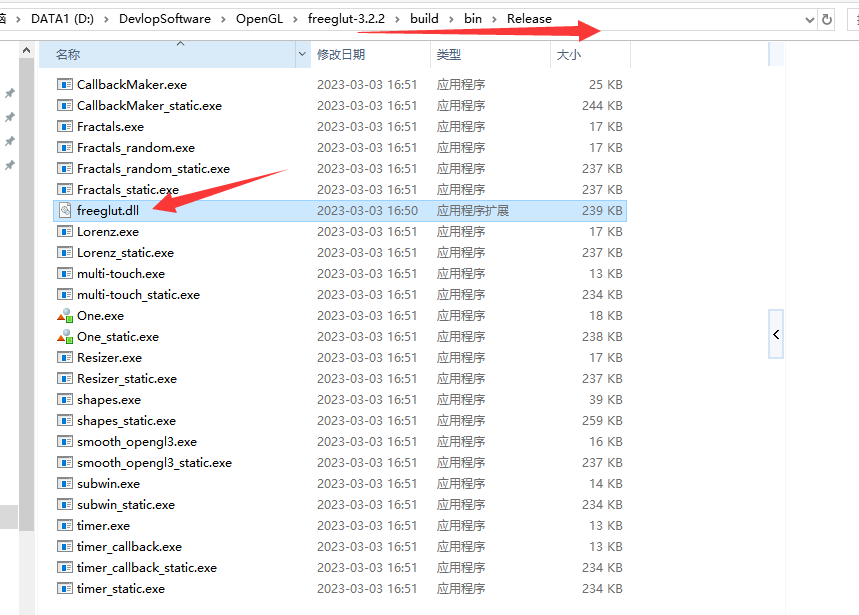 DATA1 (D:) > DevlopSoftware > OpenGL > freeglut-3.2.2 > build > bin > Release
名称 修改日期 类型 大小
CallbackMaker.exe 2023-03-03 16:51 应用程序 25 KB
CallbackMaker_static.exe 2023-03-03 16:51 应用程序 244 KB
Fractals.exe 2023-03-03 16:51 应用程序 17 KB
Fractals_random.exe 2023-03-03 16:51 应用程序 17 KB
Fractals_random_static.exe 2023-03-03 16:51 应用程序 237 KB
Fractals_static.exe 2023-03-03 16:51 应用程序 237 KB
freeglut.dll 2023-03-03 16:50 应用程序扩展 239 KB
Lorenz.exe 2023-03-03 16:51 应用程序 17 KB
Lorenz_static.exe 2023-03-03 16:51 应用程序 237 KB
multi-touch.exe 2023-03-03 16:51 应用程序 13 KB
multi-touch_static.exe 2023-03-03 16:51 应用程序 234 KB
One.exe 2023-03-03 16:51 应用程序 18 KB
One_static.exe 2023-03-03 16:51 应用程序 238 KB
Resizer.exe 2023-03-03 16:51 应用程序 17 KB
Resizer_static.exe 2023-03-03 16:51 应用程序 237 KB
shapes.exe 2023-03-03 16:51 应用程序 39 KB
shapes_static.exe 2023-03-03 16:51 应用程序 259 KB
smooth_opengl3.exe 2023-03-03 16:51 应用程序 16 KB
smooth_opengl3_static.exe 2023-03-03 16:51 应用程序 237 KB
subwin.exe 2023-03-03 16:51 应用程序 14 KB
subwin_static.exe 2023-03-03 16:51 应用程序 234 KB
timer.exe 2023-03-03 16:51 应用程序 13 KB
timer_callback.exe 2023-03-03 16:51 应用程序 13 KB
timer_callback_static.exe 2023-03-03 16:51 应用程序 234 KB
timer_static.exe 2023-03-03 16:51 应用程序 234 KB